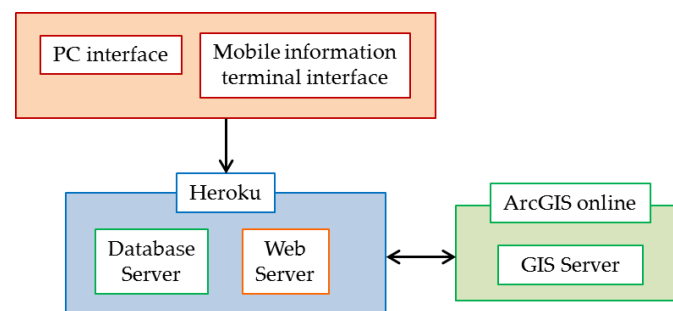 PC interface
Mobile information
terminal interface
Heroku
Database
Server
Web
Server
ArcGIS online
GIS Server